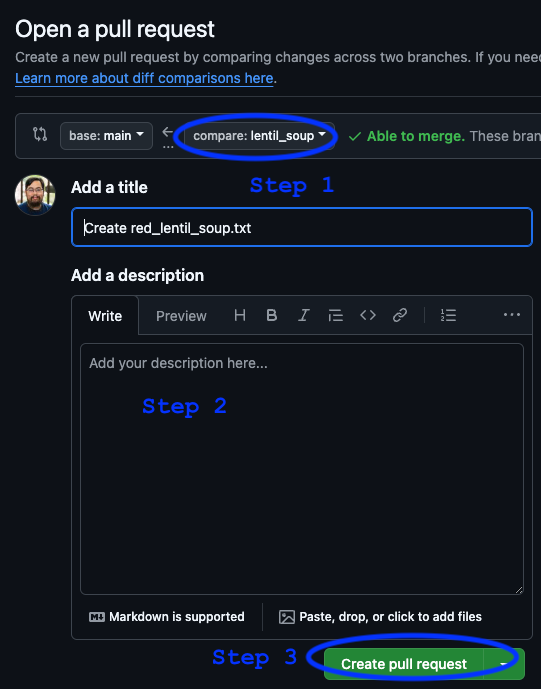 Open a pull request
Create a new pull request by comparing changes across two branches. If you nee
Learn more about diff comparisons here.
base: main
compare: lentil_soup
Able to merge. These bran
Step 1
Add a title
Create red_lentil_soup.txt
Add a description
Write Preview H B I
Add your description here...
Step 2
Markdown is supported Paste, drop, or click to add files
Step 3 Create pull request